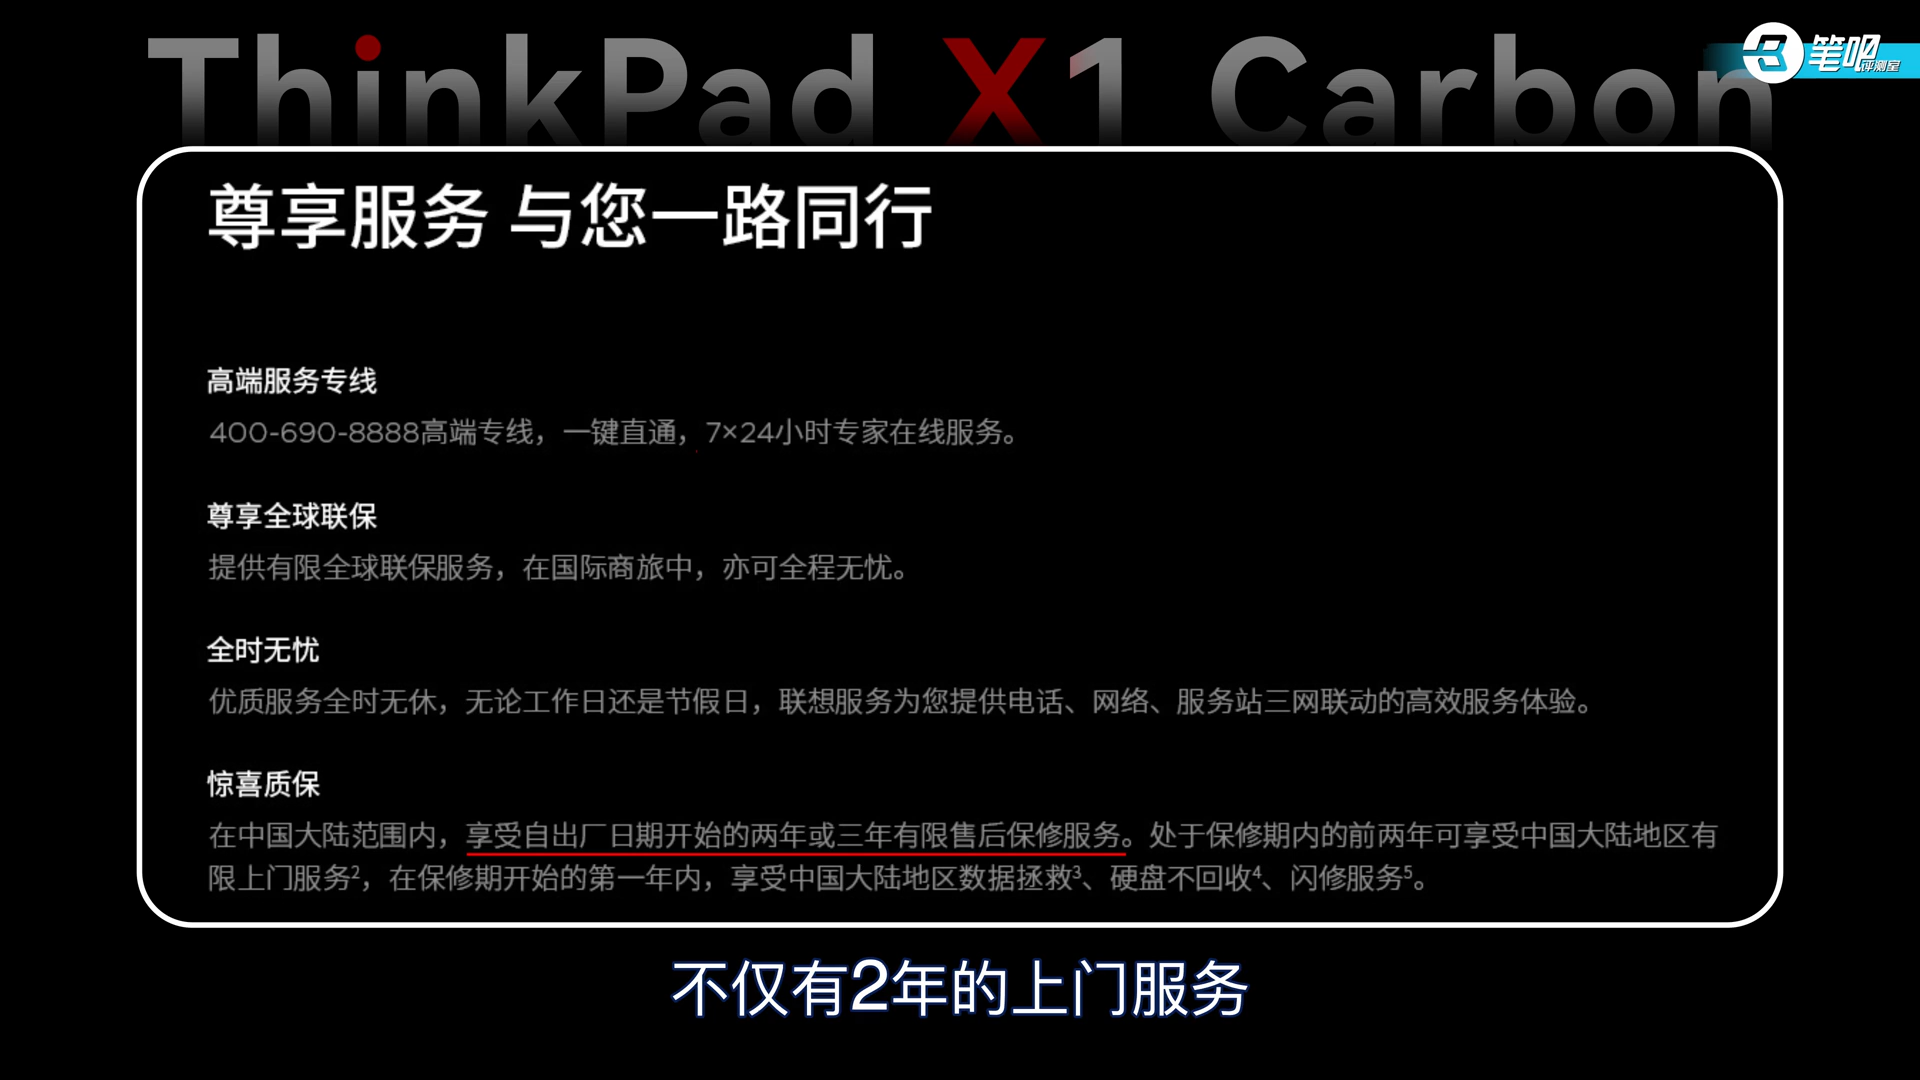 ThinkPad X1 Carbon
笔吧评测室
尊享服务 与您一路同行
高端服务专线
400-690-8888高端专线，一键直通，7×24小时专家在线服务。
尊享全球联保
提供有限全球联保服务，在国际商旅中，亦可全程无忧。
全时无忧
优质服务全时无休，无论工作日还是节假日，联想服务为您提供电话、网络、服务站三网联动的高效服务体验。
惊喜质保
在中国大陆范围内，享受自出厂日期开始的两年或三年有限售后保修服务。处于保修期内的前两年可享受中国大陆地区有
限上门服务²，在保修期开始的第一年内，享受中国大陆地区数据拯救³、硬盘不回收⁴、闪修服务⁵。
不仅有2年的上门服务